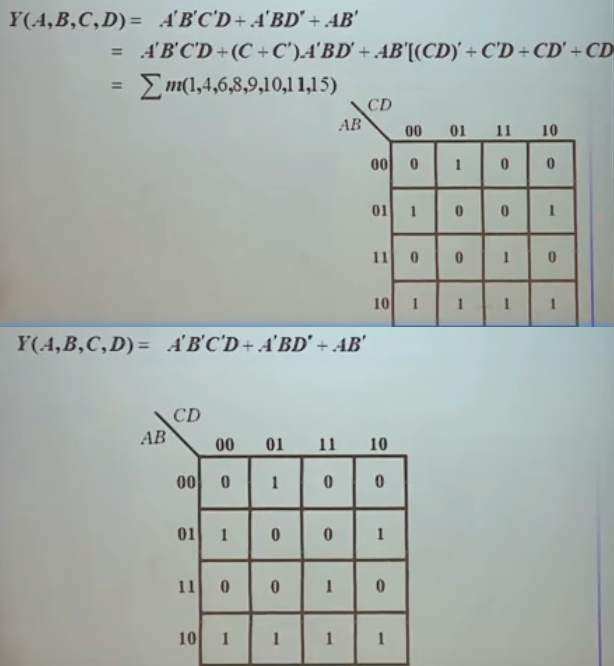 Y(A,B,C,D) = A'B'C'D + A'BD' + AB'
= A'B'C'D + (C + C')A'BD' + AB'[(CD)' + C'D + CD' + CD
= ∑ m(1,4,6,8,9,10,11,15)
CD
AB 00 01 11 10
00 0 1 0 0
01 1 0 0 1
11 0 0 1 0
10 1 1 1 1
Y(A,B,C,D) = A'B'C'D + A'BD' + AB'
CD
AB 00 01 11 10
00 0 1 0 0
01 1 0 0 1
11 0 0 1 0
10 1 1 1 1